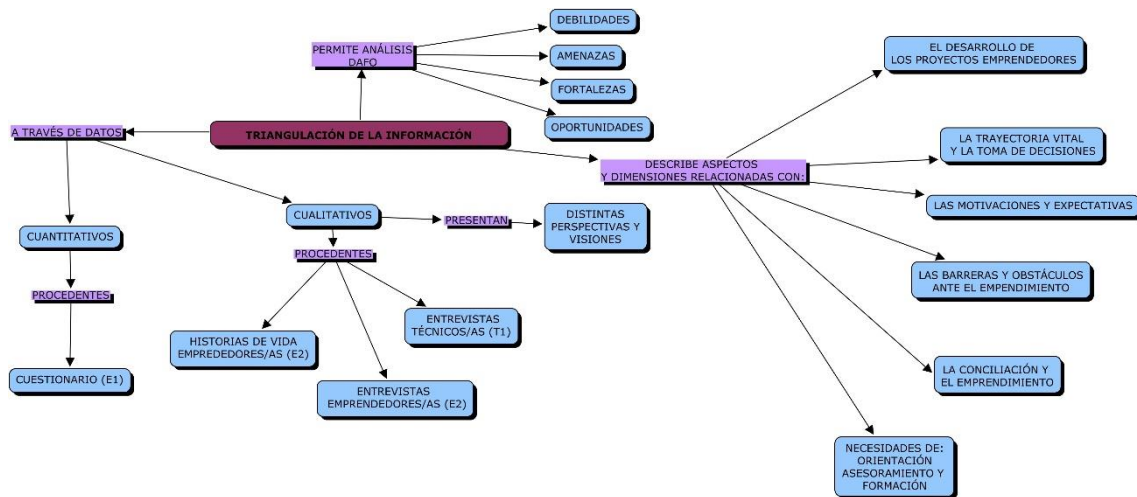 DEBILIDADES
PERMITE ANÁLISIS
DAFO
AMENAZAS
FORTALEZAS
OPORTUNIDADES
EL DESARROLLO DE
LOS PROYECTOS EMPRENDEDORES
A TRAVÉS DE DATOS
TRIANGULACIÓN DE LA INFORMACIÓN
DESCRIBE ASPECTOS
Y DIMENSIONES RELACIONADAS CON:
LA TRAYECTORIA VITAL
Y LA TOMA DE DECISIONES
LAS MOTIVACIONES Y EXPECTATIVAS
CUANTITATIVOS
CUALITATIVOS
PRESENTAN
DISTINTAS
PERSPECTIVAS Y
VISIONES
PROCEDENTES
PROCEDENTES
LAS BARRERAS Y OBSTÁCULOS
ANTE EL EMPENDIMIENTO
HISTORIAS DE VIDA
EMPREDEDORES/AS (E2)
ENTREVISTAS
TÉCNICOS/AS (T1)
CUESTIONARIO (E1)
ENTREVISTAS
EMPRENDEDORES/AS (E2)
LA CONCILIACIÓN Y
EL EMPRENDIMIENTO
NECESIDADES DE:
ORIENTACIÓN
ASESORAMIENTO Y
FORMACIÓN